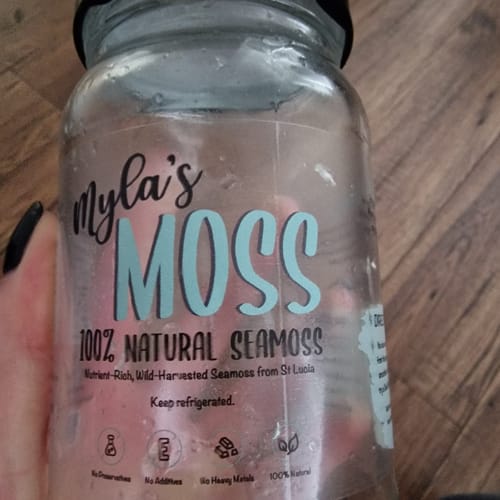 Myla's
MOSS
100% NATURAL SEAMOSS
Nutrient-Rich, Wild-Harvested Seamoss from St Lucia
Keep refrigerated.
E
No Preservatives No Additives No Heavy Metals 100% Natural